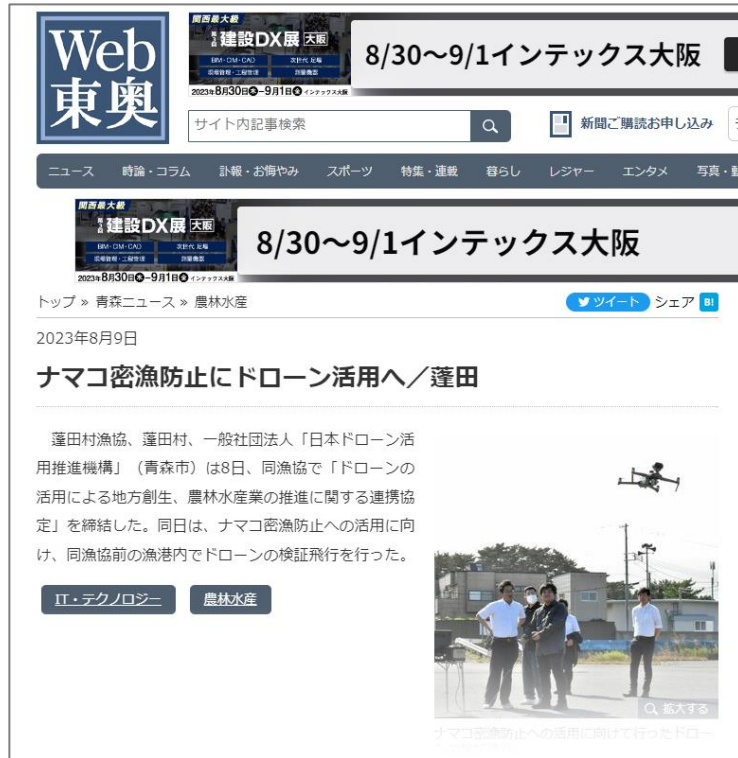 Web
東奥
関西最大級
建設DX展 大阪
BIM・CIM・CAD
次世代 足場
現場管理・工程管理
測量機器
2023年8月30日水-9月1日金 インテックス大阪
8/30～9/1インテックス大阪
サイト内記事検索
新聞ご購読お申し込み
ニュース 時論・コラム 訃報・お悔やみ スポーツ 特集・連載 暮らし レジャー エンタメ 写真・動
関西最大級
建設DX展 大阪
BIM・CIM・CAD
次世代 足場
現場管理・工程管理
測量機器
2023年8月30日水-9月1日金 インテックス大阪
8/30～9/1インテックス大阪
トップ » 青森ニュース » 農林水産
ツイート シェア B!
2023年8月9日
ナマコ密漁防止にドローン活用へ／蓬田
蓬田村漁協、蓬田村、一般社団法人「日本ドローン活
用推進機構」（青森市）は8日、同漁協で「ドローンの
活用による地方創生、農林水産業の推進に関する連携協
定」を締結した。同日は、ナマコ密漁防止への活用に向
け、同漁協前の漁港内でドローンの検証飛行を行った。
IT・テクノロジー 農林水産
拡大する
ナマコ密漁防止への活用に向けて行ったドロー